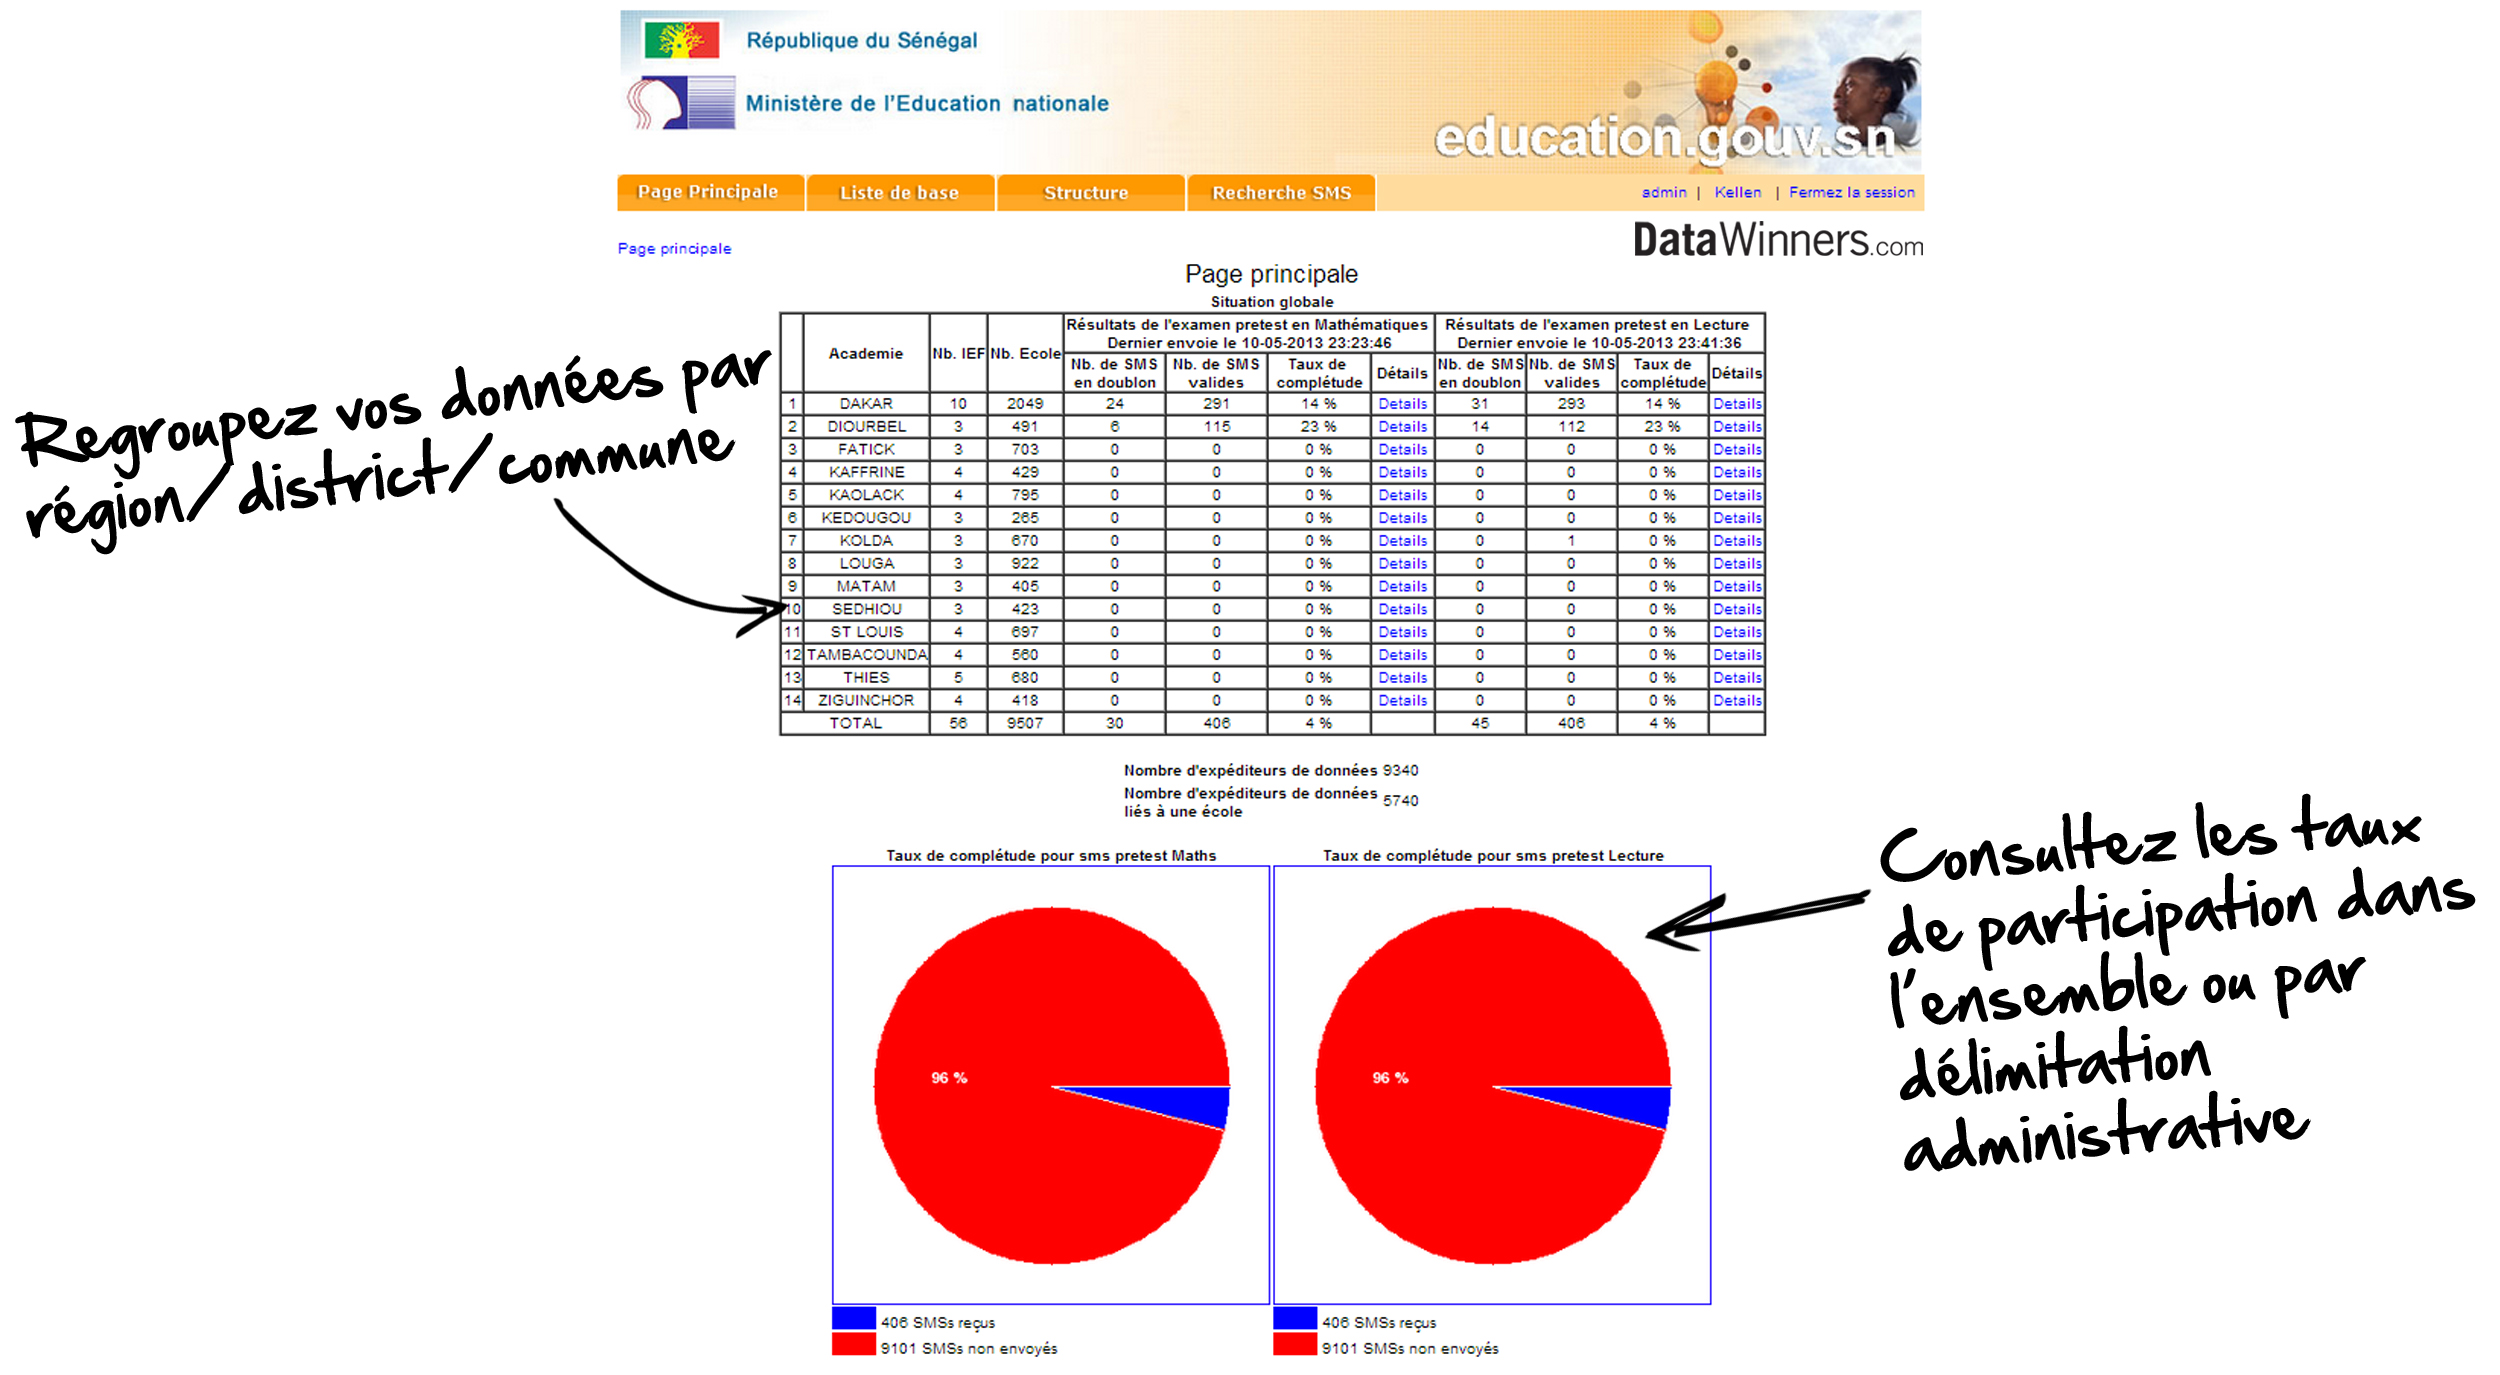 République du Sénégal
Ministère de l'Education nationale
education.gouv.sn
Page Principale Liste de base Structure Recherche SMS admin | Kellen | Fermez la session
Page principale
DataWinners.com
Page principale
Situation globale
Academie Nb. IEF Nb. Ecole Résultats de l'examen pretest en Mathématiques Dernier envoie le 10-05-2013 23:23:46 Résultats de l'examen pretest en Lecture Dernier envoie le 10-05-2013 23:41:36
Nb. de SMS en doublon Nb. de SMS valides Taux de complétude Détails Nb. de SMS en doublon Nb. de SMS valides Taux de complétude Détails
1 DAKAR 10 2049 24 291 14 % Details 31 293 14 % Details
2 DIOURBEL 3 491 6 115 23 % Details 14 112 23 % Details
3 FATICK 3 703 0 0 0 % Details 0 0 0 % Details
4 KAFFRINE 4 429 0 0 0 % Details 0 0 0 % Details
5 KAOLACK 4 795 0 0 0 % Details 0 0 0 % Details
6 KEDOUGOU 3 265 0 0 0 % Details 0 0 0 % Details
7 KOLDA 3 670 0 0 0 % Details 0 1 0 % Details
8 LOUGA 3 922 0 0 0 % Details 0 0 0 % Details
9 MATAM 3 405 0 0 0 % Details 0 0 0 % Details
10 SEDHIOU 3 423 0 0 0 % Details 0 0 0 % Details
11 ST LOUIS 4 697 0 0 0 % Details 0 0 0 % Details
12 TAMBACOUNDA 4 560 0 0 0 % Details 0 0 0 % Details
13 THIES 5 680 0 0 0 % Details 0 0 0 % Details
14 ZIGUINCHOR 4 418 0 0 0 % Details 0 0 0 % Details
TOTAL 56 9507 30 406 4 % 45 406 4 %
Regroupez vos données par
région/district/commune
Nombre d'expéditeurs de données 9340
Nombre d'expéditeurs de données
liés à une école 5740
Taux de complétude pour sms pretest Maths
96 %
406 SMSs reçus
9101 SMSs non envoyés
Taux de complétude pour sms pretest Lecture
96 %
406 SMSs reçus
9101 SMSs non envoyés
Consultez les taux
de participation dans
l'ensemble ou par
délimitation
administrative